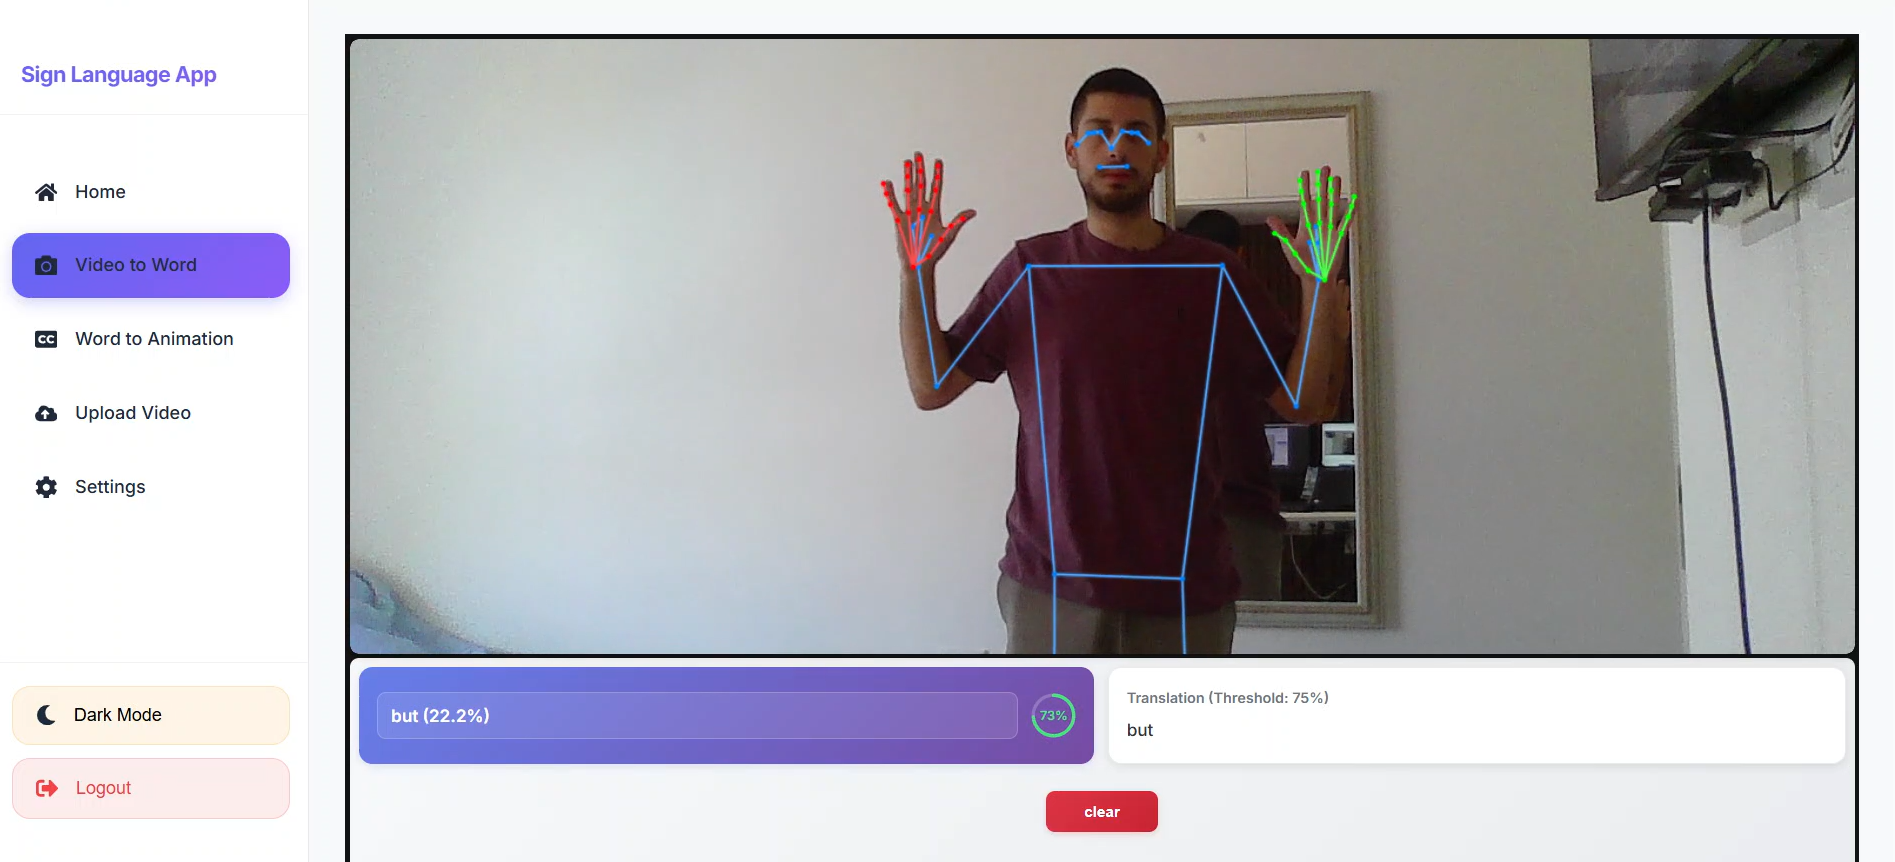 Sign Language App
Home
Video to Word
CC Word to Animation
Upload Video
Settings
Dark Mode
Logout
but (22.2%)
73%
Translation (Threshold: 75%)
but
clear